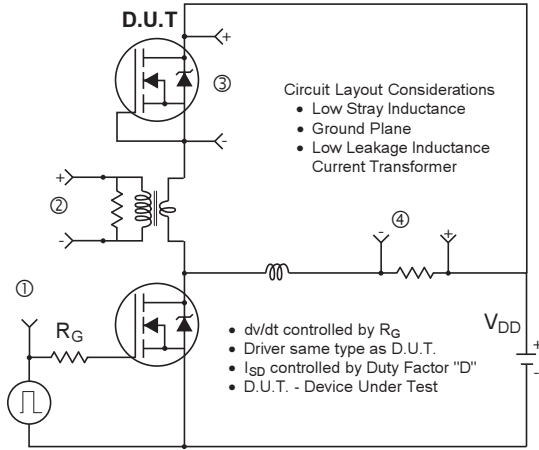 D.U.T
+
③
-
Circuit Layout Considerations
• Low Stray Inductance
• Ground Plane
• Low Leakage Inductance
Current Transformer
+
②
-
④
-
+
①
R_G
• dv/dt controlled by R_G
• Driver same type as D.U.T.
• I_SD controlled by Duty Factor "D"
• D.U.T. - Device Under Test
V_DD
+
-